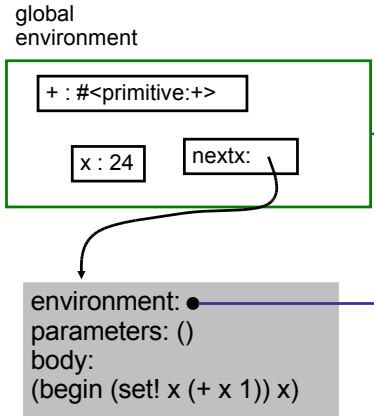 global
environment
+ : #<primitive:+>
x : 24
nextx:
environment:
parameters: ()
body:
(begin (set! x (+ x 1)) x)